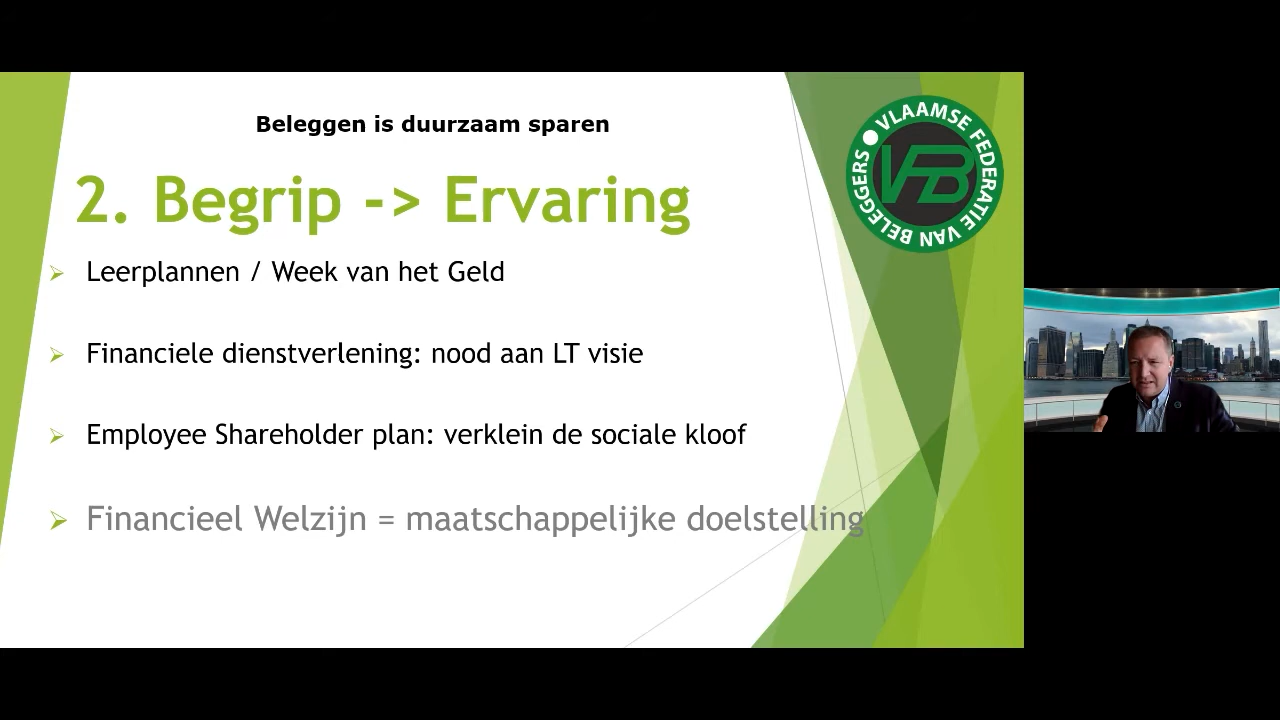 Beleggen is duurzaam sparen
VLAAMSE FEDERATIE VAN BELEGGERS
VFB
2. Begrip -> Ervaring
Leerplannen / Week van het Geld
Financiele dienstverlening: nood aan LT visie
Employee Shareholder plan: verklein de sociale kloof
Financieel Welzijn = maatschappelijke doelstelling